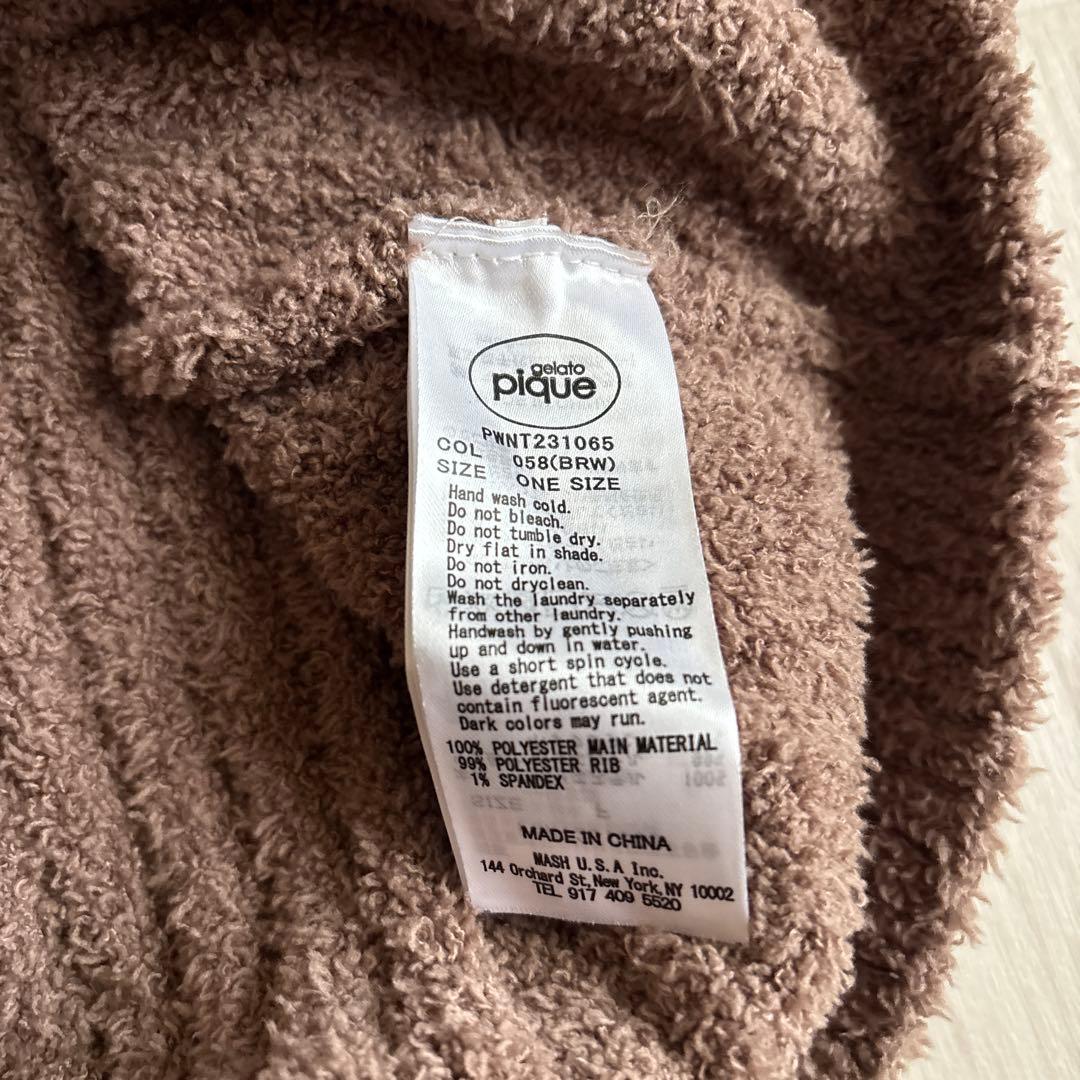 gelato
pique
PWNT231065
COL 058(BRW)
SIZE ONE SIZE
Hand wash cold.
Do not bleach.
Do not tumble dry.
Dry flat in shade.
Do not iron.
Do not dryclean.
Wash the laundry separately
from other laundry.
Handwash by gently pushing
up and down in water.
Use a short spin cycle.
Use detergent that does not
contain fluorescent agent.
Dark colors may run.
100% POLYESTER MAIN MATERIAL
99% POLYESTER RIB
1% SPANDEX
MADE IN CHINA
MASH U.S.A Inc.
144 Orchard St, New York, NY 10002
TEL 917 409 5520